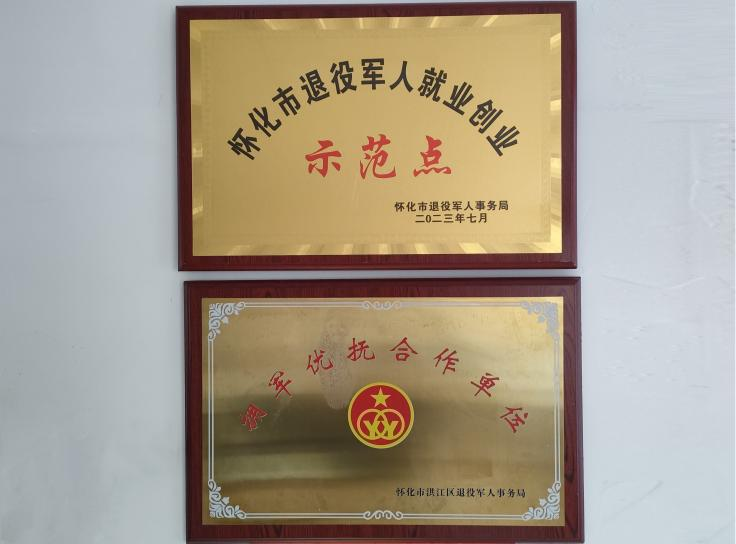 怀化市退役军人就业创业
示范点
怀化市退役军人事务局
二0二三年七月
拥军优抚合作单位
怀化市洪江区退役军人事务局